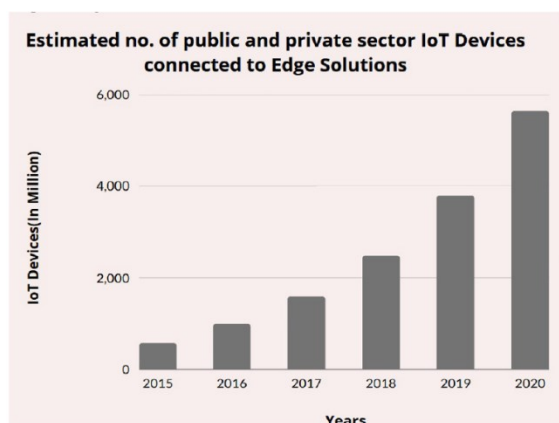 Estimated no. of public and private sector IoT Devices
connected to Edge Solutions
IoT Devices(In Million)
6,000
4,000
2,000
0
2015 2016 2017 2018 2019 2020
Years